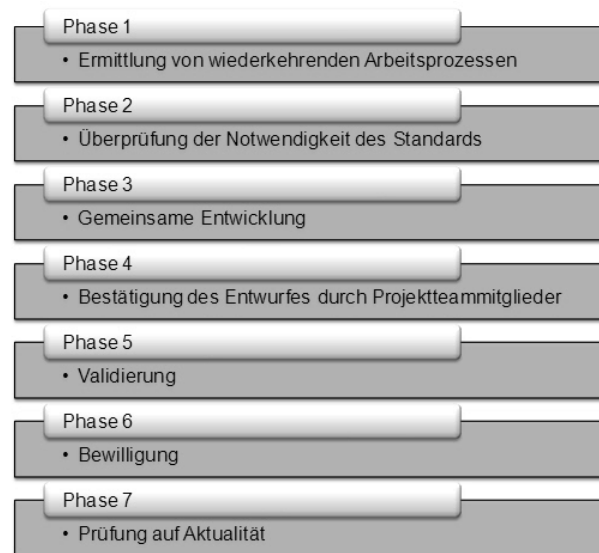 Phase 1
• Ermittlung von wiederkehrenden Arbeitsprozessen
Phase 2
• Überprüfung der Notwendigkeit des Standards
Phase 3
• Gemeinsame Entwicklung
Phase 4
• Bestätigung des Entwurfes durch Projektteammitglieder
Phase 5
• Validierung
Phase 6
• Bewilligung
Phase 7
• Prüfung auf Aktualität